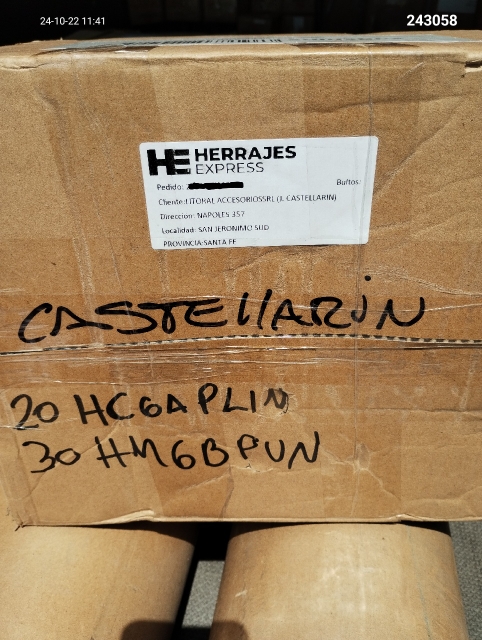 24-10-22 11:41
243058
HE HERRAJES
EXPRESS
Pedido:
Bultos:
Cliente:LITORAL ACCESORIOSSRL (J. CASTELLARIN)
Direccion: NAPOLES 357
Localidad: SAN JERONIMO SUD
PROVINCIA:SANTA FE
CASTELLARIN
20 HC6APLIN
30 HM6BPUN